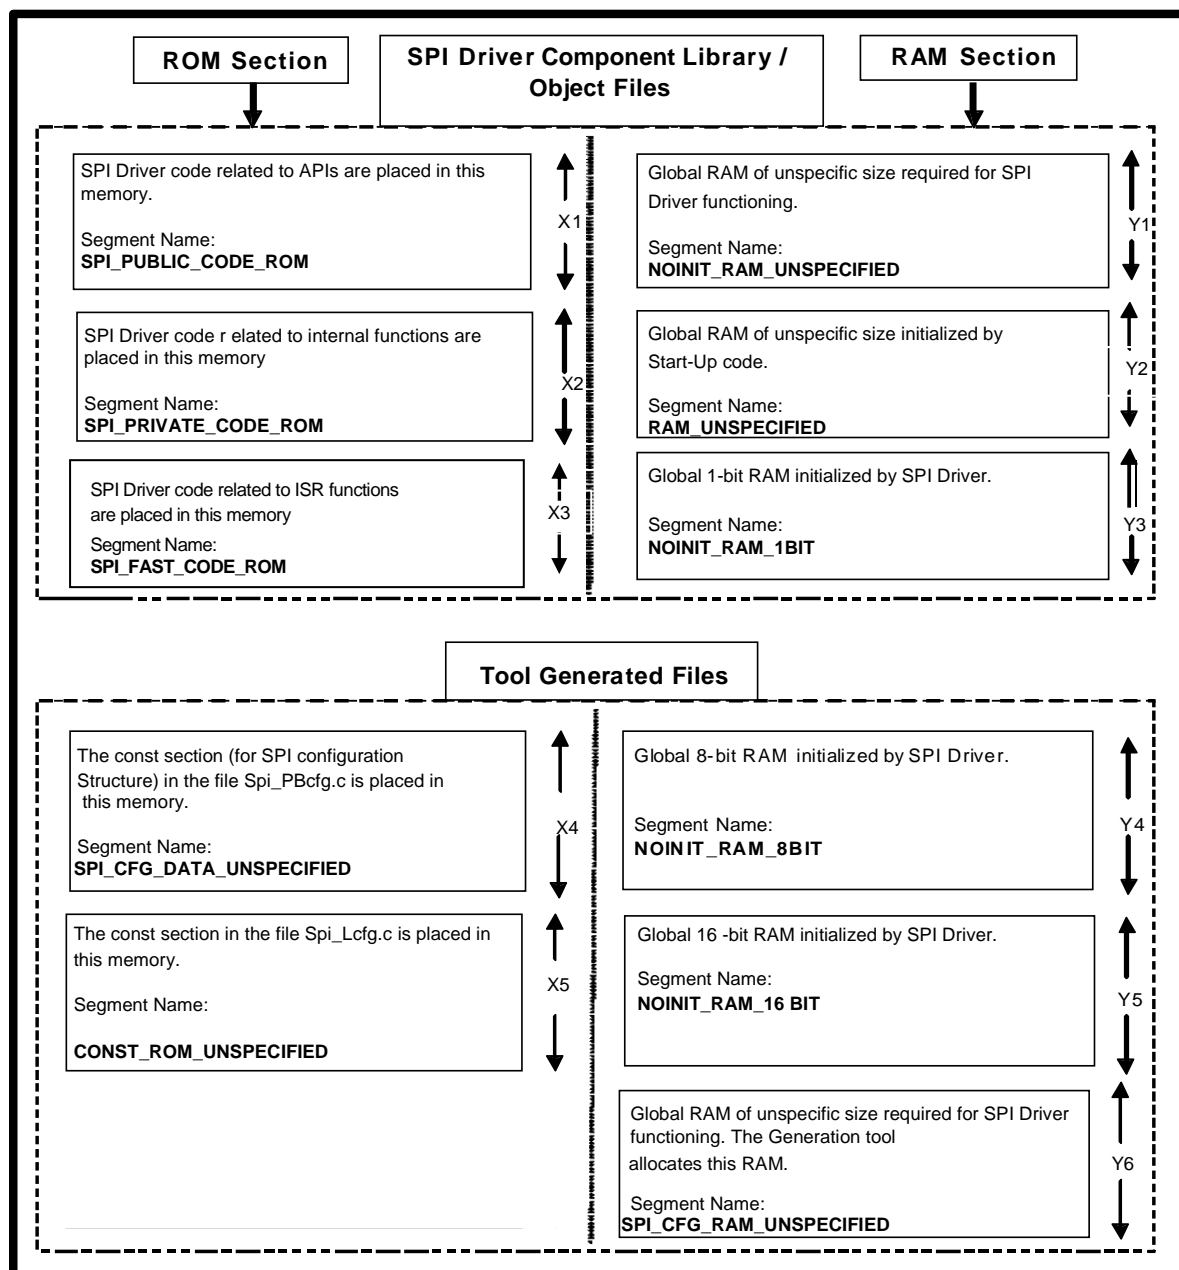 ROM Section
SPI Driver Component Library /
Object Files
RAM Section
SPI Driver code related to APIs are placed in this
memory.
Segment Name:
SPI_PUBLIC_CODE_ROM
X1
SPI Driver code r elated to internal functions are
placed in this memory
Segment Name:
SPI_PRIVATE_CODE_ROM
X2
SPI Driver code related to ISR functions
are placed in this memory
Segment Name:
SPI_FAST_CODE_ROM
X3
Global RAM of unspecific size required for SPI
Driver functioning.
Segment Name:
NOINIT_RAM_UNSPECIFIED
Y1
Global RAM of unspecific size initialized by
Start-Up code.
Segment Name:
RAM_UNSPECIFIED
Y2
Global 1-bit RAM initialized by SPI Driver.
Segment Name:
NOINIT_RAM_1BIT
Y3
Tool Generated Files
The const section (for SPI configuration
Structure) in the file Spi_PBcfg.c is placed in
this memory.
Segment Name:
SPI_CFG_DATA_UNSPECIFIED
X4
The const section in the file Spi_Lcfg.c is placed in
this memory.
Segment Name:
CONST_ROM_UNSPECIFIED
X5
Global 8-bit RAM initialized by SPI Driver.
Segment Name:
NOINIT_RAM_8BIT
Y4
Global 16 -bit RAM initialized by SPI Driver.
Segment Name:
NOINIT_RAM_16 BIT
Y5
Global RAM of unspecific size required for SPI Driver
functioning. The Generation tool
allocates this RAM.
Segment Name:
SPI_CFG_RAM_UNSPECIFIED
Y6